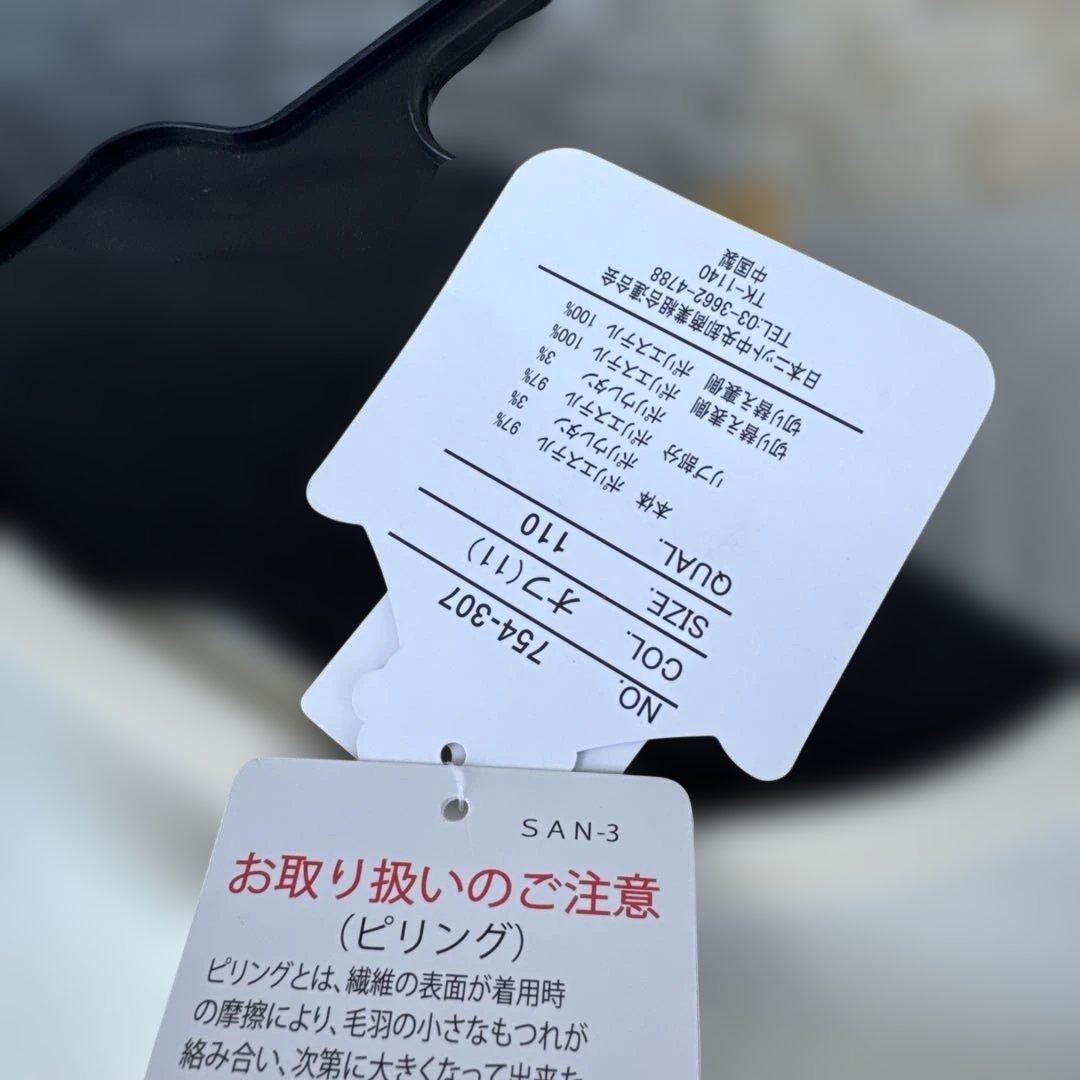 NO. 754-307
COL. オフ(11)
SIZE. 110
QUAL.
本体 ポリエステル 97%
ポリウレタン 3%
リブ部分 ポリエステル 97%
ポリウレタン 3%
切り替え表側 ポリエステル 100%
切り替え裏側 ポリエステル 100%
日本ニット中央卸商業組合連合会
TEL.03-3662-4788
TK-1140
中国製
SAN-3
お取り扱いのご注意
(ピリング)
ピリングとは、繊維の表面が着用時
の摩擦により、毛羽の小さなもつれが
絡み合い、次第に大きくなって出来た